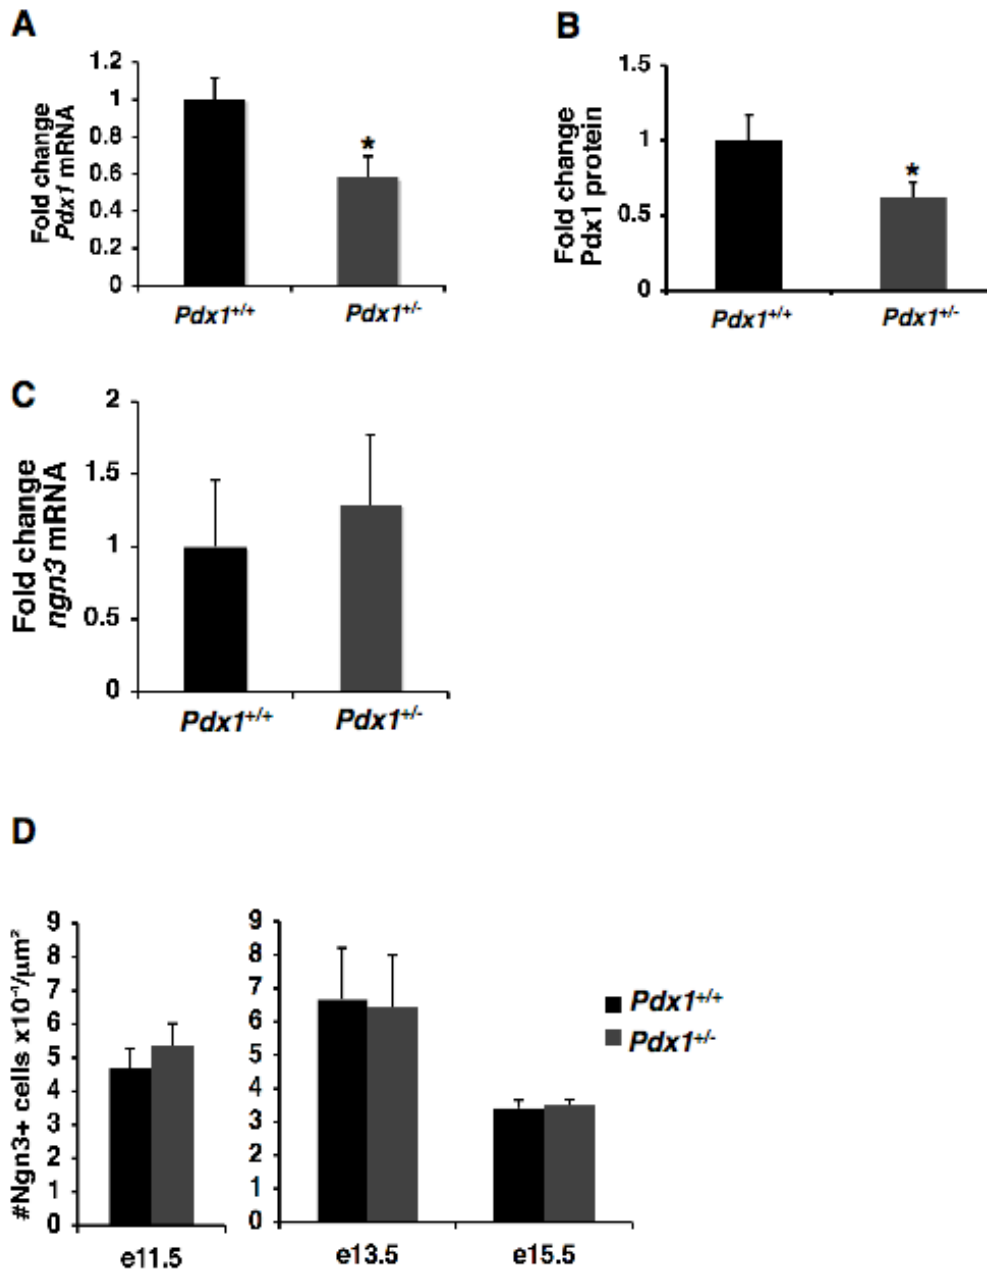 A
Fold change
Pdx1 mRNA
1.2
1
0.8
0.6
0.4
0.2
0
*
Pdx1+/+
Pdx1+/-
B
Fold change
Pdx1 protein
1.5
1
0.5
0
*
Pdx1+/+
Pdx1+/-
C
Fold change
ngn3 mRNA
2
1.5
1
0.5
0
Pdx1+/+
Pdx1+/-
D
#Ngn3+ cells x10⁻¹/µm²
9
8
7
6
5
4
3
2
1
0
e11.5
9
8
7
6
5
4
3
2
1
0
e13.5
e15.5
Pdx1+/+
Pdx1+/-